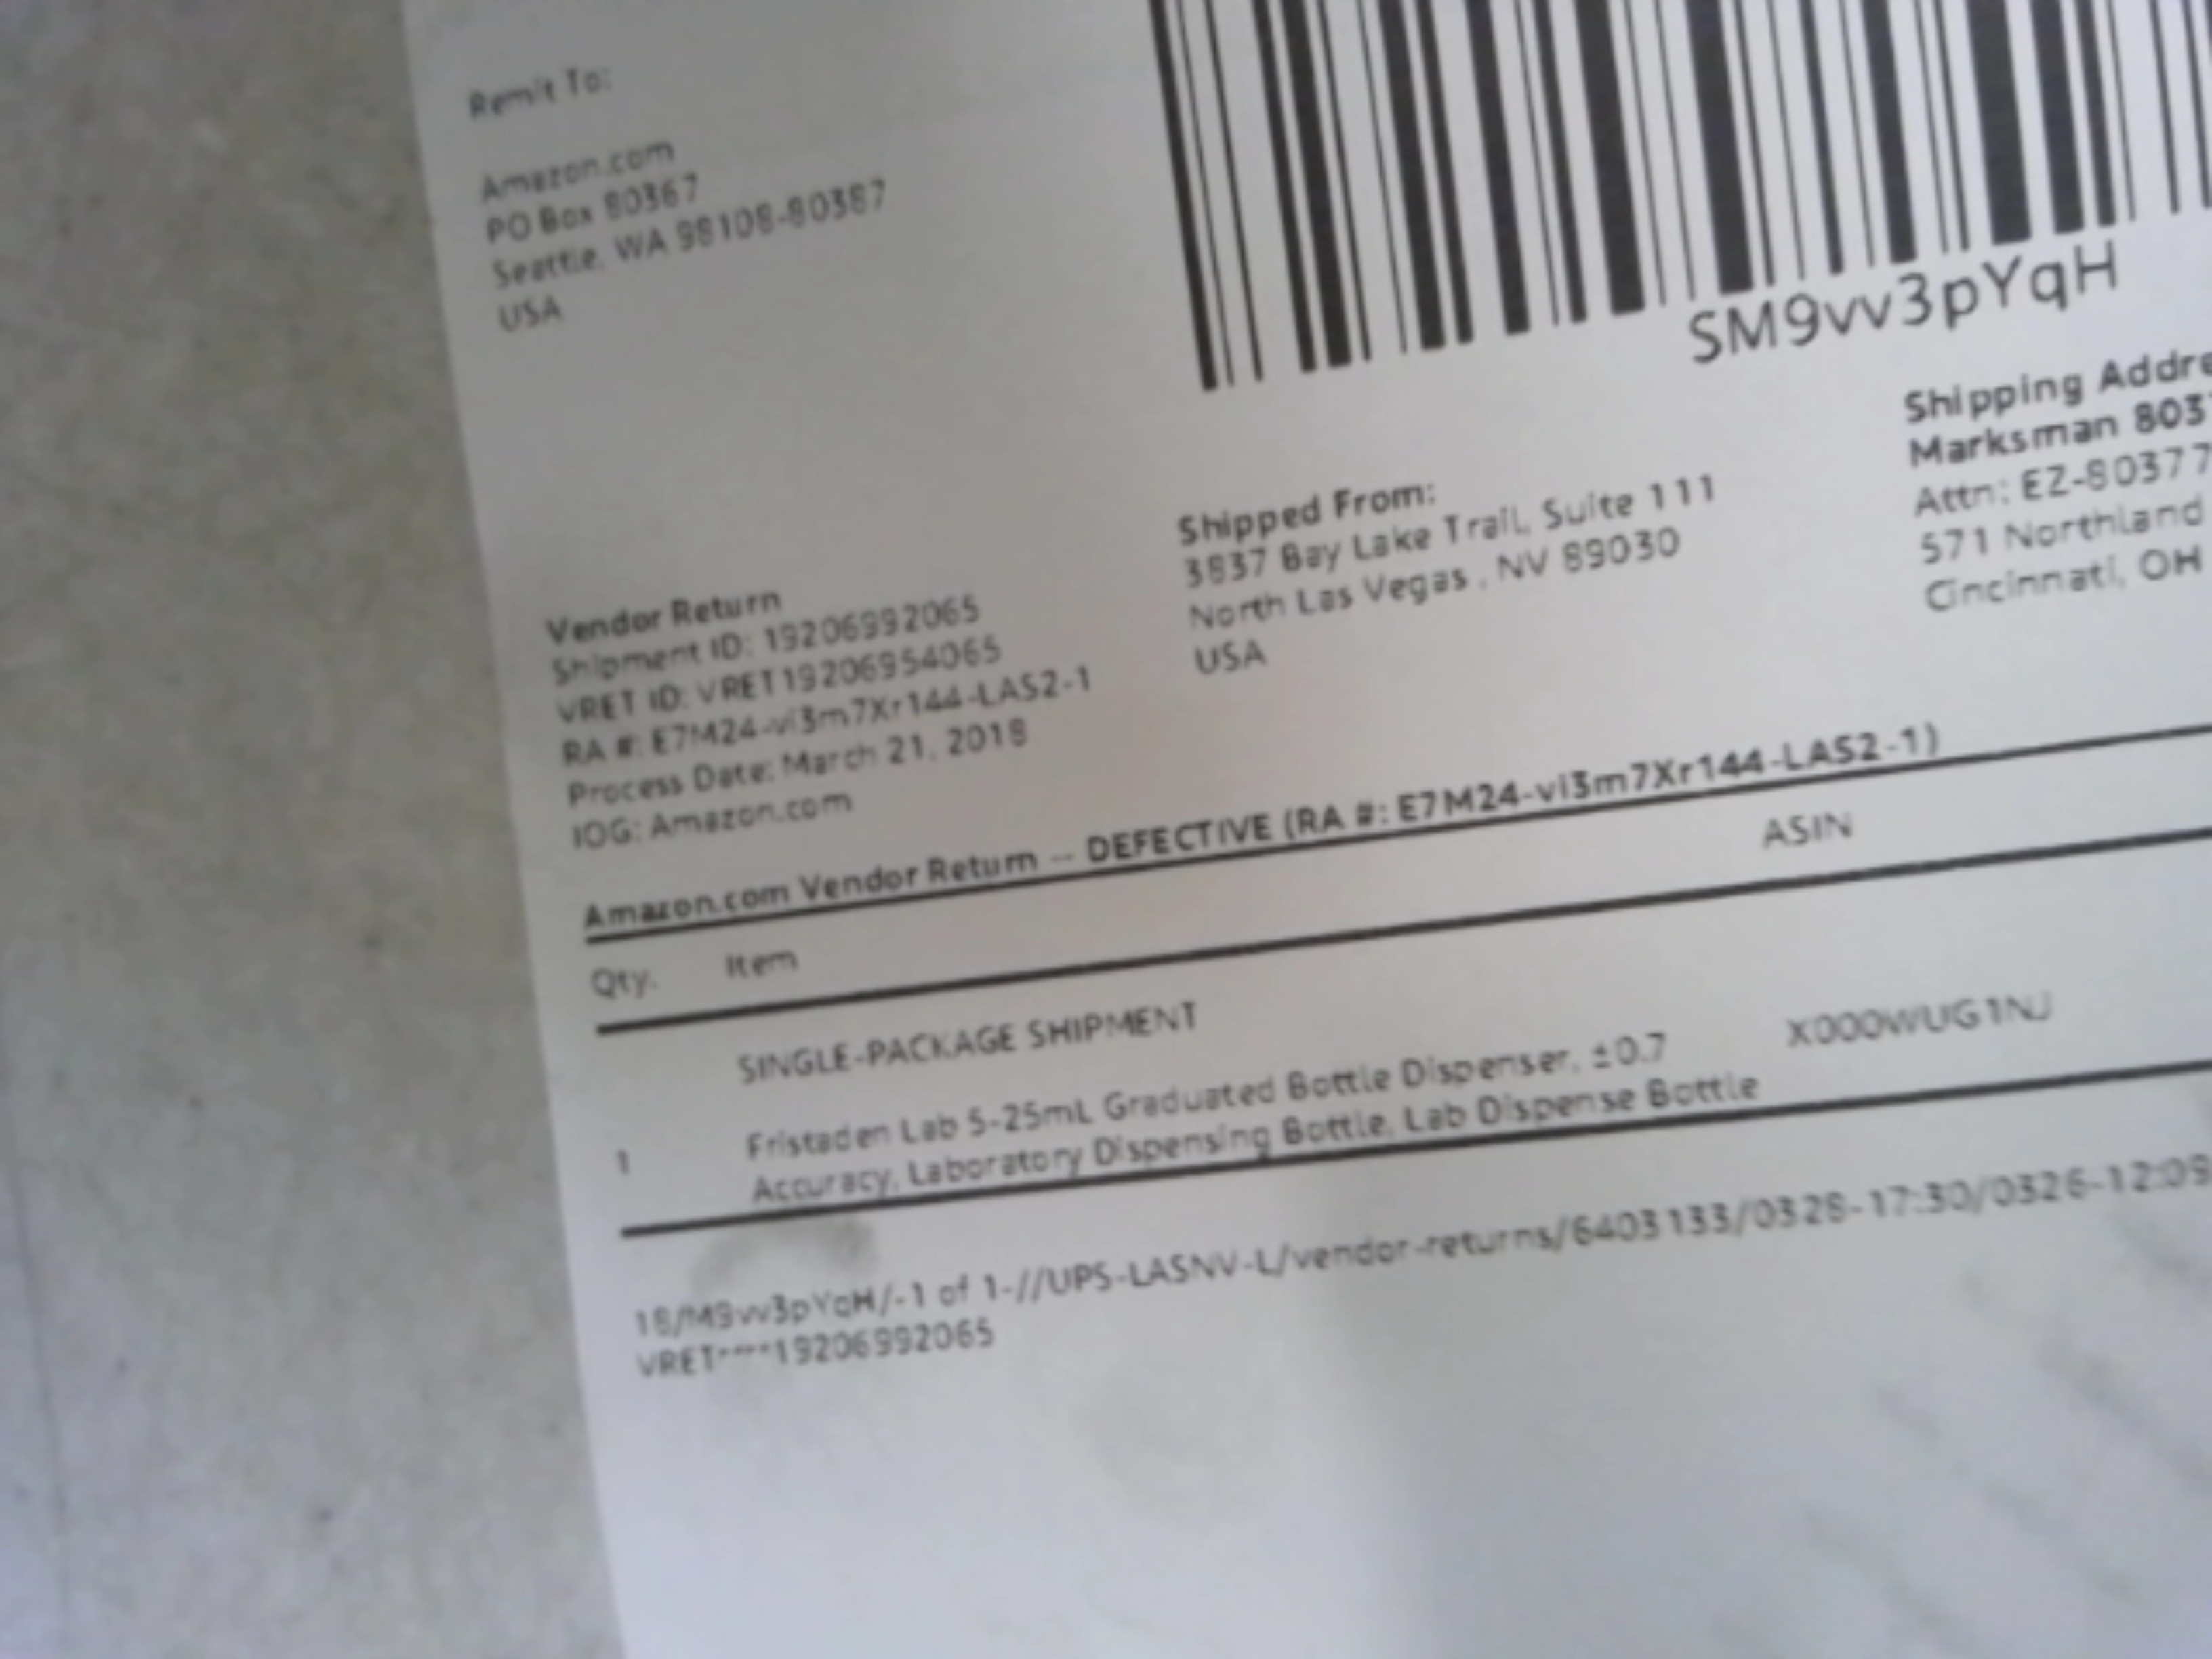 Remit To:
Amazon.com
PO Box 80367
Seattle, WA 98108-80387
USA
SM9vv3pYqH
Shipping Addre
Marksman 803
Attn: EZ-80377
571 Northland
Cincinnati, OH
Shipped From:
3837 Bay Lake Trail, Suite 111
North Las Vegas , NV 89030
USA
Vendor Return
Shipment ID: 19206992065
VRET ID: VRET19206954065
RA #: E7M24-vi3m7Xr144-LAS2-1
Process Date: March 21, 2018
IOG: Amazon.com
Amazon.com Vendor Return -- DEFECTIVE (RA #: E7M24-vi3m7Xr144-LAS2-1)
Qty. Item ASIN
SINGLE-PACKAGE SHIPMENT
1 Fristaden Lab 5-25mL Graduated Bottle Dispenser, ±0.7 X000WUG1NJ
Accuracy, Laboratory Dispensing Bottle, Lab Dispense Bottle
18/M9vv3pYqH/-1 of 1-//UPS-LASNV-L/vendor-returns/6403133/0328-17:30/0326-12:09
VRET****19206992065